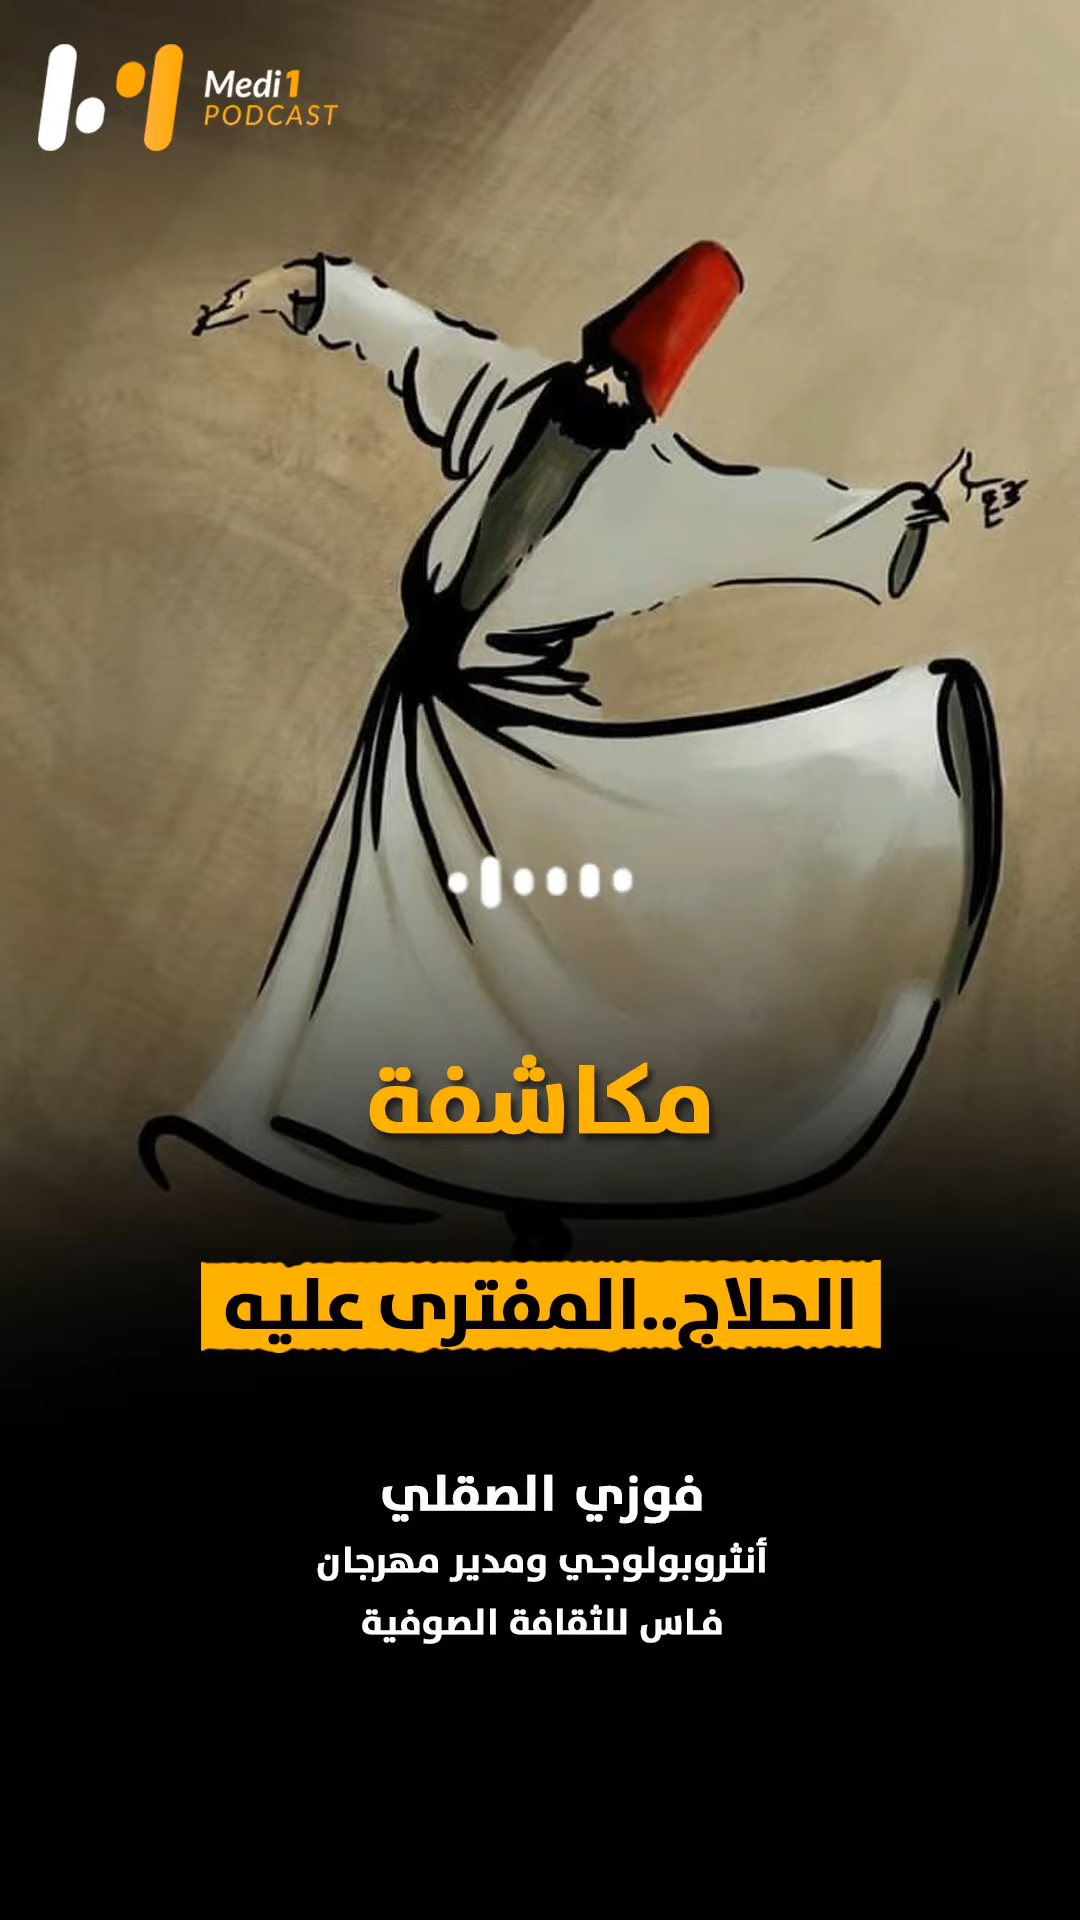 Medi1
PODCAST
مكاشفة
الحلاج..المفترى عليه
فوزي الصقلي
أنثروبولوجي ومدير مهرجان
فاس للثقافة الصوفية